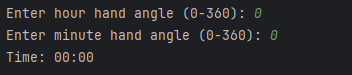 Enter hour hand angle (0-360): 0
Enter minute hand angle (0-360): 0
Time: 00:00